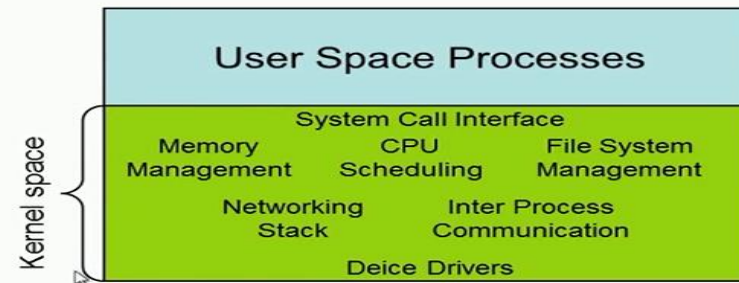 User Space Processes
Kernel space
System Call Interface
Memory Management
CPU Scheduling
File System Management
Networking Stack
Inter Process Communication
Deice Drivers